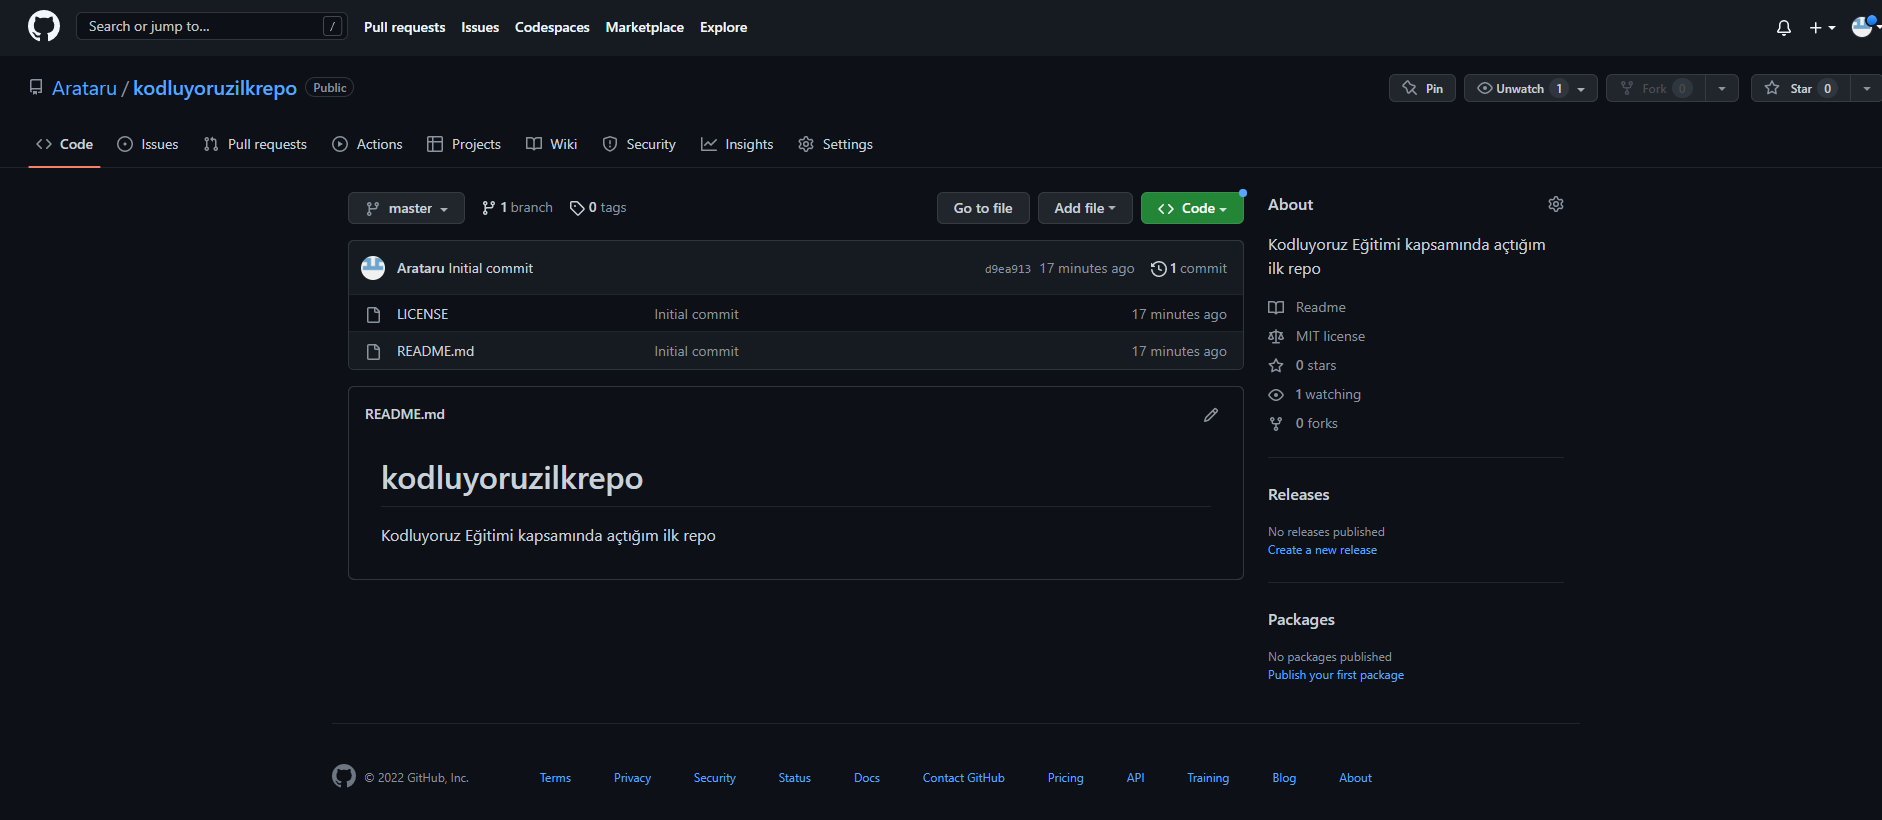 Search or jump to... /
Pull requests Issues Codespaces Marketplace Explore
Arataru / kodluyoruzilkrepo Public
Pin Unwatch 1 Fork 0 Star 0
Code Issues Pull requests Actions Projects Wiki Security Insights Settings
master 1 branch 0 tags Go to file Add file Code
Arataru Initial commit d9ea913 17 minutes ago 1 commit
LICENSE Initial commit 17 minutes ago
README.md Initial commit 17 minutes ago
README.md
kodluyoruzilkrepo
Kodluyoruz Eğitimi kapsamında açtığım ilk repo
About
Kodluyoruz Eğitimi kapsamında açtığım
ilk repo
Readme
MIT license
0 stars
1 watching
0 forks
Releases
No releases published
Create a new release
Packages
No packages published
Publish your first package
© 2022 GitHub, Inc. Terms Privacy Security Status Docs Contact GitHub Pricing API Training Blog About